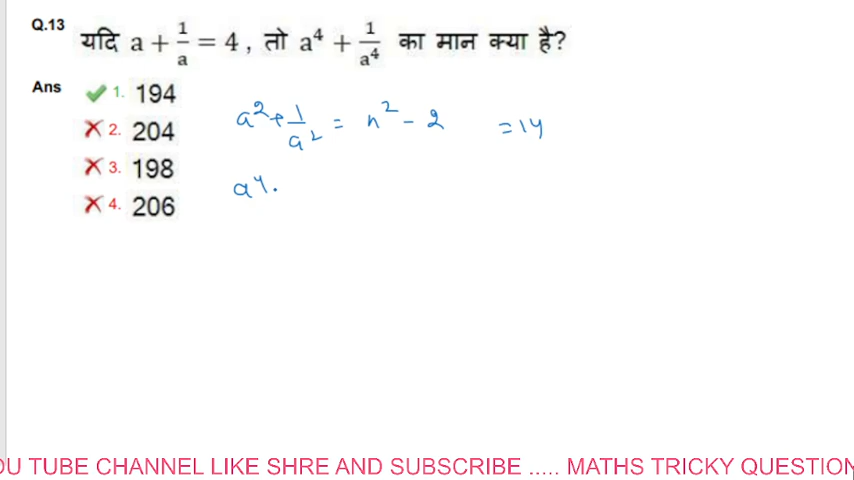 Q.13 यदि a + 1/a = 4 , तो a⁴ + 1/a⁴ का मान क्या है?
Ans 1. 194
2. 204
3. 198
4. 206
a² + 1/a² = n² - 2 = 14
a⁴.
OU TUBE CHANNEL LIKE SHRE AND SUBSCRIBE ..... MATHS TRICKY QUESTION